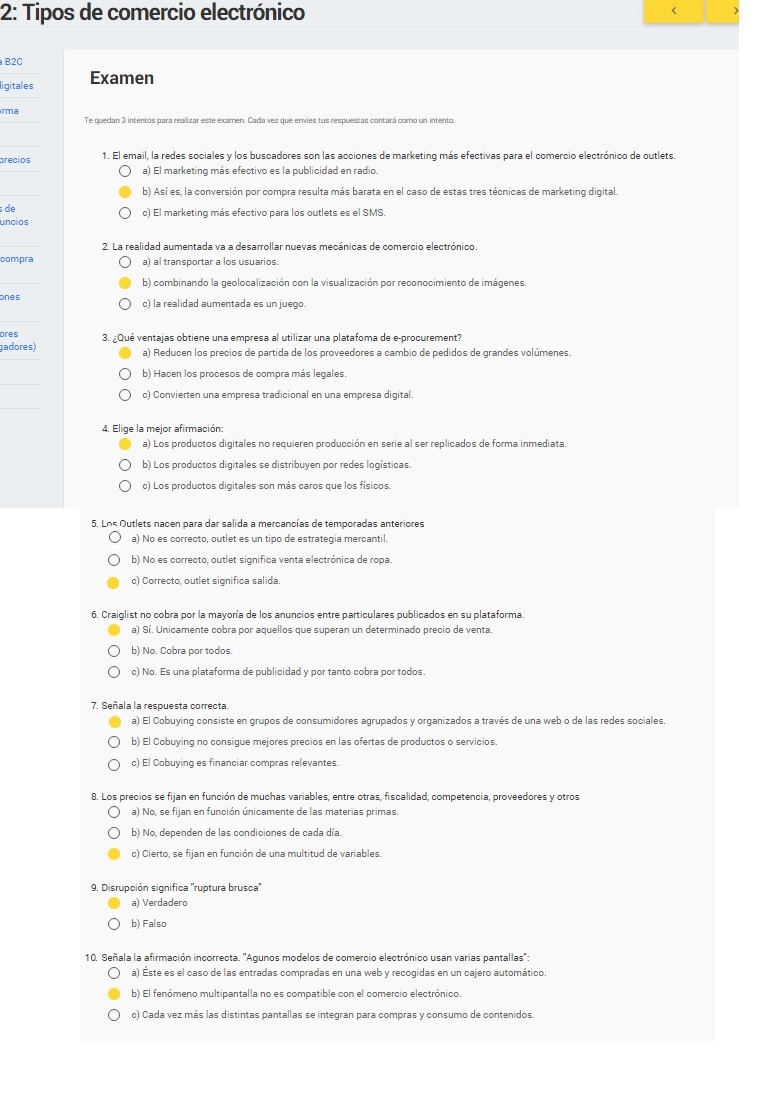 2: Tipos de comercio electrónico
a B2C
digitales
Examen
Te quedan 3 intentos para realizar este examen. Cada vez que envíes tus respuestas contará como un intento.
precios
s de
compra
1. El email, la redes sociales y los buscadores son las acciones de marketing más efectivas para el comercio electrónico de outlets.
a) El marketing más efectivo es la publicidad en radio.
b) Así es, la conversión por compra resulta más barata en el caso de estas tres técnicas de marketing digital.
c) El marketing más efectivo para los outlets es el SMS.
2. La realidad aumentada va a desarrollar nuevas mecánicas de comercio electrónico.
a) al transportar a los usuarios.
b) combinando la geolocalización con la visualización por reconocimiento de imágenes.
c) la realidad aumentada es un juego.
3. ¿Qué ventajas obtiene una empresa al utilizar una platafoma de e-procurement?
a) Reducen los precios de partida de los proveedores a cambio de pedidos de grandes volúmenes.
b) Hacen los procesos de compra más legales.
c) Convierten una empresa tradicional en una empresa digital.
4. Elige la mejor afirmación:
a) Los productos digitales no requieren producción en serie al ser replicados de forma inmediata.
b) Los productos digitales se distribuyen por redes logísticas.
c) Los productos digitales son más caros que los físicos.
5. Los Outlets nacen para dar salida a mercancías de temporadas anteriores
a) No es correcto, outlet es un tipo de estrategia mercantil.
b) No es correcto, outlet significa venta electrónica de ropa.
c) Correcto, outlet significa salida.
6. Craiglist no cobra por la mayoría de los anuncios entre particulares publicados en su plataforma.
a) Sí. Unicamente cobra por aquellos que superan un determinado precio de venta.
b) No. Cobra por todos.
c) No. Es una plataforma de publicidad y por tanto cobra por todos.
7. Señala la respuesta correcta.
a) El Cobuying consiste en grupos de consumidores agrupados y organizados a través de una web o de las redes sociales.
b) El Cobuying no consigue mejores precios en las ofertas de productos o servicios.
c) El Cobuying es financiar compras relevantes.
8. Los precios se fijan en función de muchas variables, entre otras, fiscalidad, competencia, proveedores y otros
a) No, se fijan en función únicamente de las materias primas.
b) No, dependen de las condiciones de cada día.
c) Cierto, se fijan en función de una multitud de variables.
9. Disrupción significa "ruptura brusca"
a) Verdadero
b) Falso
10. Señala la afirmación incorrecta. "Agunos modelos de comercio electrónico usan varias pantallas":
a) Éste es el caso de las entradas compradas en una web y recogidas en un cajero automático.
b) El fenómeno multipantalla no es compatible con el comercio electrónico.
c) Cada vez más las distintas pantallas se integran para compras y consumo de contenidos.